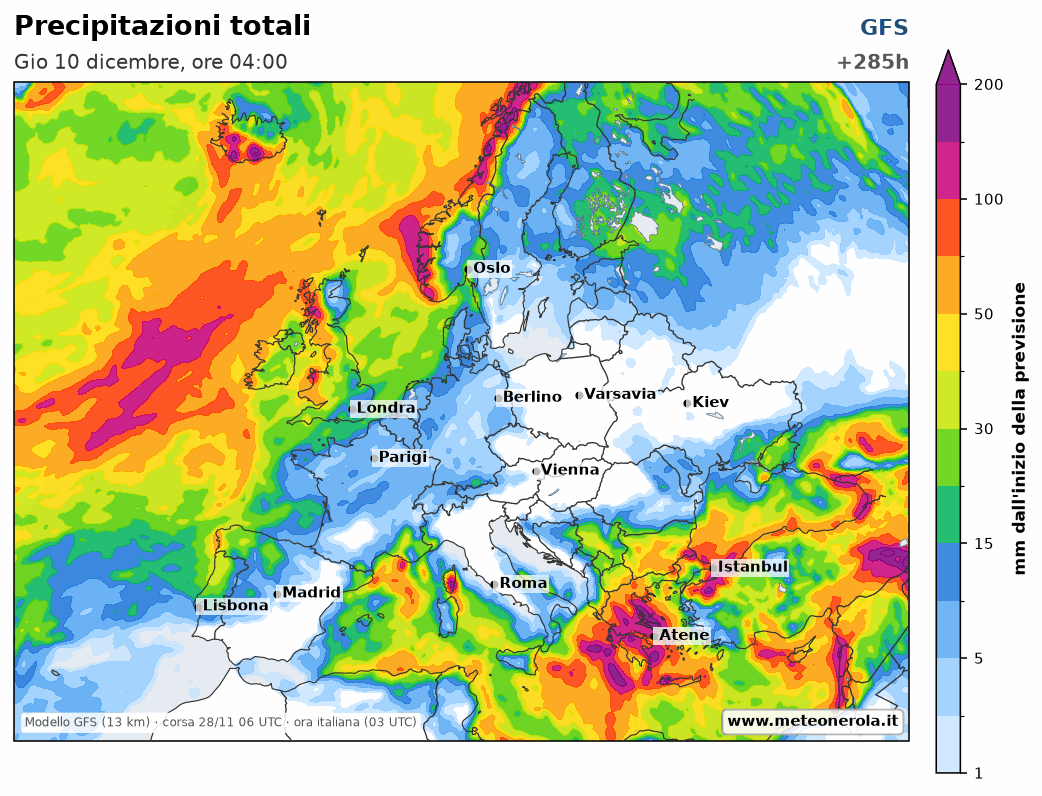 Precipitazioni totali
GFS
Gio 10 dicembre, ore 04:00
+285h
200
100
50
30
15
5
1
mm dall'inizio della previsione
Oslo
Berlino
Varsavia
Kiev
Londra
Parigi
Vienna
Istanbul
Roma
Madrid
Lisbona
Atene
Modello GFS (13 km) · corsa 28/11 06 UTC · ora italiana (03 UTC)
www.meteonerola.it